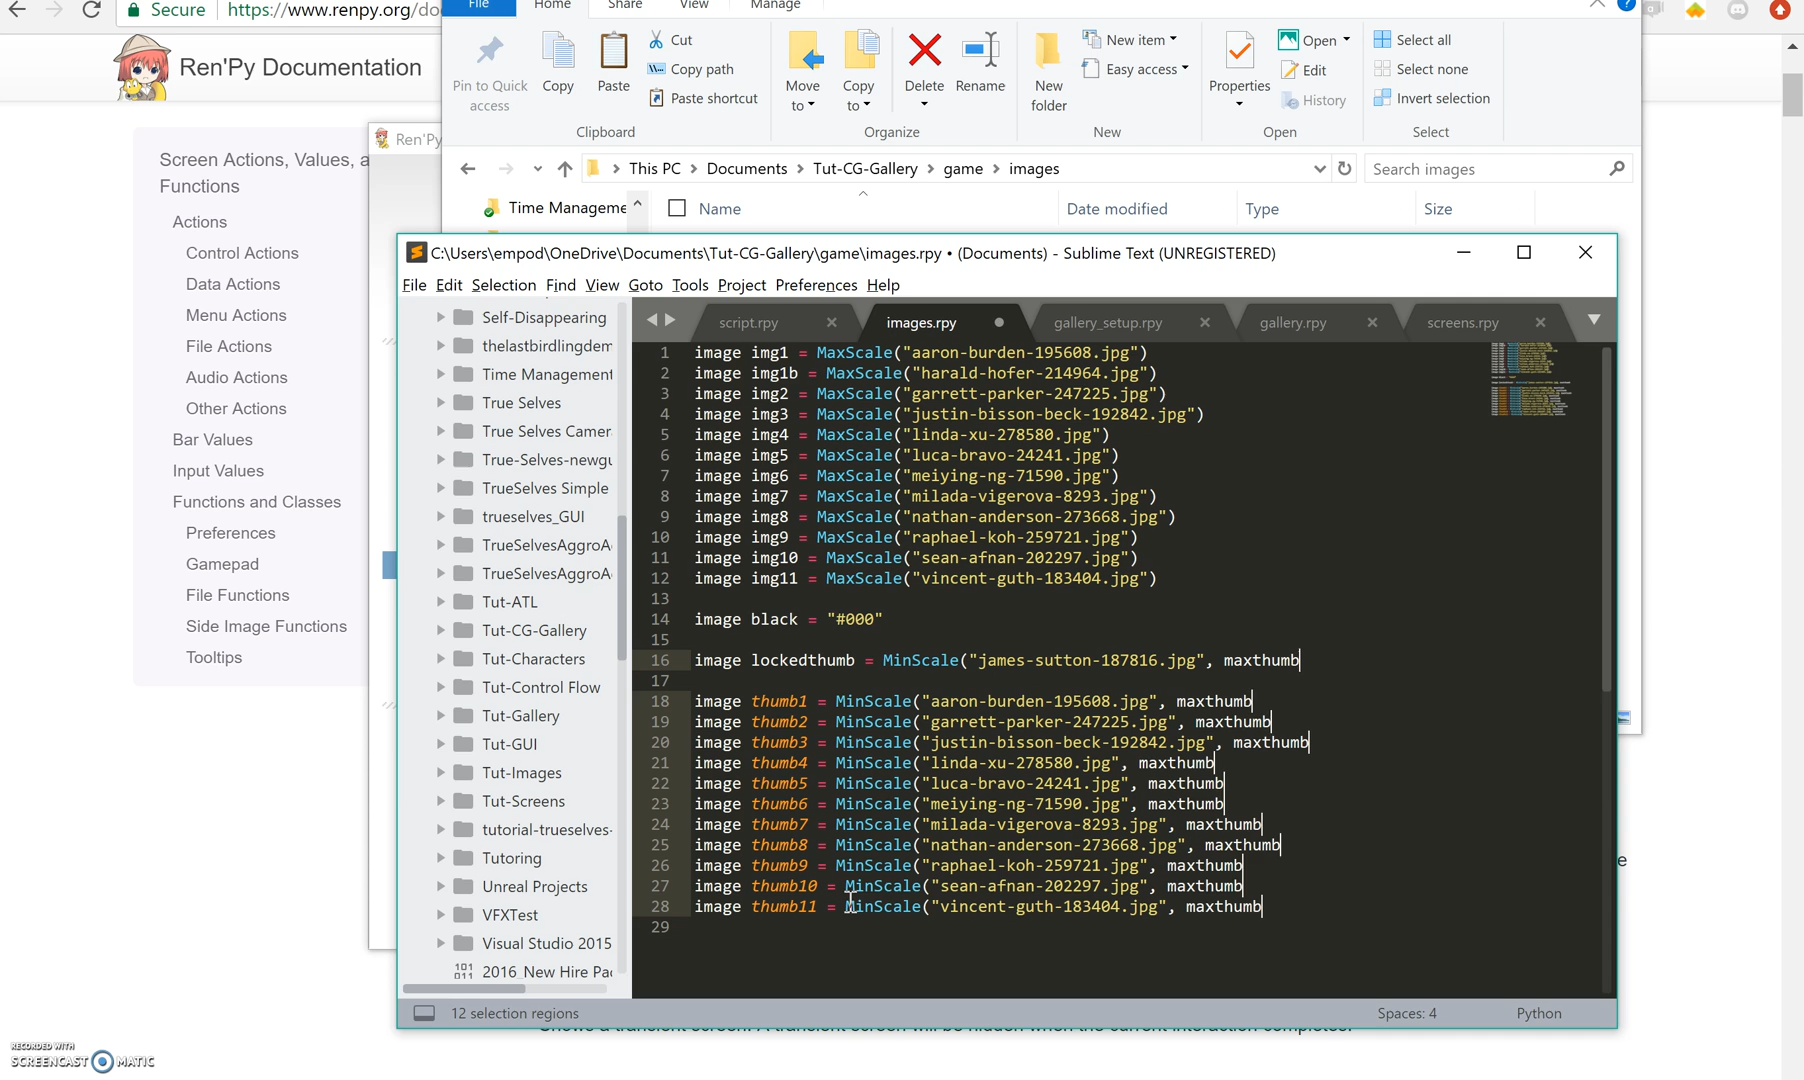 Secure https://www.renpy.org/do
Ren'Py Documentation
File Home Share View Manage
Pin to Quick access
Copy
Paste
Cut
Copy path
Paste shortcut
Clipboard
Move to
Copy to
Delete
Rename
Organize
New folder
New item
Easy access
New
Properties
Open
Edit
History
Open
Select all
Select none
Invert selection
Select
This PC Documents Tut-CG-Gallery game images
Search images
Time Manageme
Name Date modified Type Size
Ren'Py
Screen Actions, Values, a
Functions
Actions
Control Actions
Data Actions
Menu Actions
File Actions
Audio Actions
Other Actions
Bar Values
Input Values
Functions and Classes
Preferences
Gamepad
File Functions
Side Image Functions
Tooltips
C:\Users\empod\OneDrive\Documents\Tut-CG-Gallery\game\images.rpy • (Documents) - Sublime Text (UNREGISTERED)
File Edit Selection Find View Goto Tools Project Preferences Help
Self-Disappearing
thelastbirdlingdem
Time Management
True Selves
True Selves Camer
True-Selves-newgu
TrueSelves Simple
trueselves_GUI
TrueSelvesAggroA
TrueSelvesAggroA
Tut-ATL
Tut-CG-Gallery
Tut-Characters
Tut-Control Flow
Tut-Gallery
Tut-GUI
Tut-Images
Tut-Screens
tutorial-trueselves-
Tutoring
Unreal Projects
VFXTest
Visual Studio 2015
2016_New Hire Pac
script.rpy images.rpy gallery_setup.rpy gallery.rpy screens.rpy
1 image img1 = MaxScale("aaron-burden-195608.jpg")
2 image img1b = MaxScale("harald-hofer-214964.jpg")
3 image img2 = MaxScale("garrett-parker-247225.jpg")
4 image img3 = MaxScale("justin-bisson-beck-192842.jpg")
5 image img4 = MaxScale("linda-xu-278580.jpg")
6 image img5 = MaxScale("luca-bravo-24241.jpg")
7 image img6 = MaxScale("meiying-ng-71590.jpg")
8 image img7 = MaxScale("milada-vigerova-8293.jpg")
9 image img8 = MaxScale("nathan-anderson-273668.jpg")
10 image img9 = MaxScale("raphael-koh-259721.jpg")
11 image img10 = MaxScale("sean-afnan-202297.jpg")
12 image img11 = MaxScale("vincent-guth-183404.jpg")
13
14 image black = "#000"
15
16 image lockedthumb = MinScale("james-sutton-187816.jpg", maxthumb
17
18 image thumb1 = MinScale("aaron-burden-195608.jpg", maxthumb
19 image thumb2 = MinScale("garrett-parker-247225.jpg", maxthumb
20 image thumb3 = MinScale("justin-bisson-beck-192842.jpg", maxthumb
21 image thumb4 = MinScale("linda-xu-278580.jpg", maxthumb
22 image thumb5 = MinScale("luca-bravo-24241.jpg", maxthumb
23 image thumb6 = MinScale("meiying-ng-71590.jpg", maxthumb
24 image thumb7 = MinScale("milada-vigerova-8293.jpg", maxthumb
25 image thumb8 = MinScale("nathan-anderson-273668.jpg", maxthumb
26 image thumb9 = MinScale("raphael-koh-259721.jpg", maxthumb
27 image thumb10 = MinScale("sean-afnan-202297.jpg", maxthumb
28 image thumb11 = MinScale("vincent-guth-183404.jpg", maxthumb
29
12 selection regions Spaces: 4 Python
e
RECORDED WITH
SCREENCAST MATIC